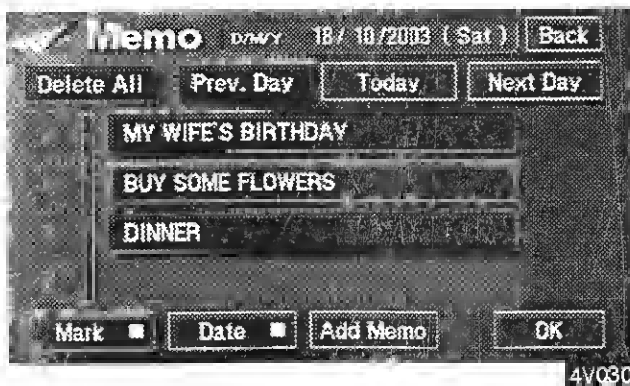 Memo D/M/Y 18/10/2003 (Sat) Back
Delete All Prev. Day Today Next Day
MY WIFE'S BIRTHDAY
BUY SOME FLOWERS
DINNER
Mark Date Add Memo OK
4V030